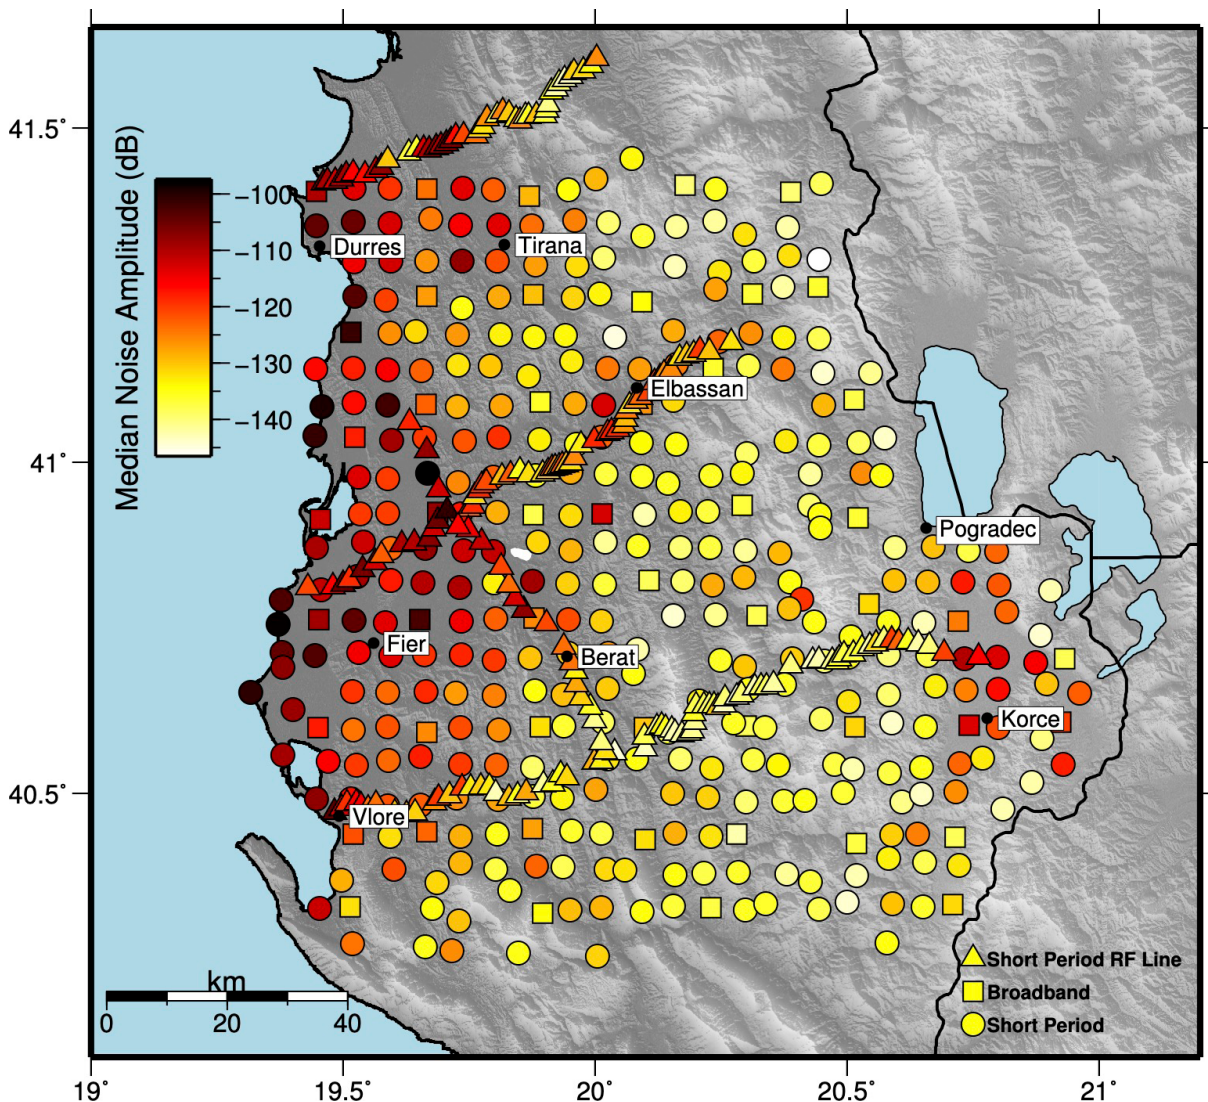 41.5°
41°
40.5°
Median Noise Amplitude (dB)
−100
−110
−120
−130
−140
Durres
Tirana
Elbassan
Pogradec
Fier
Berat
Korce
Vlore
Short Period RF Line
Broadband
Short Period
km
0 20 40
19° 19.5° 20° 20.5° 21°